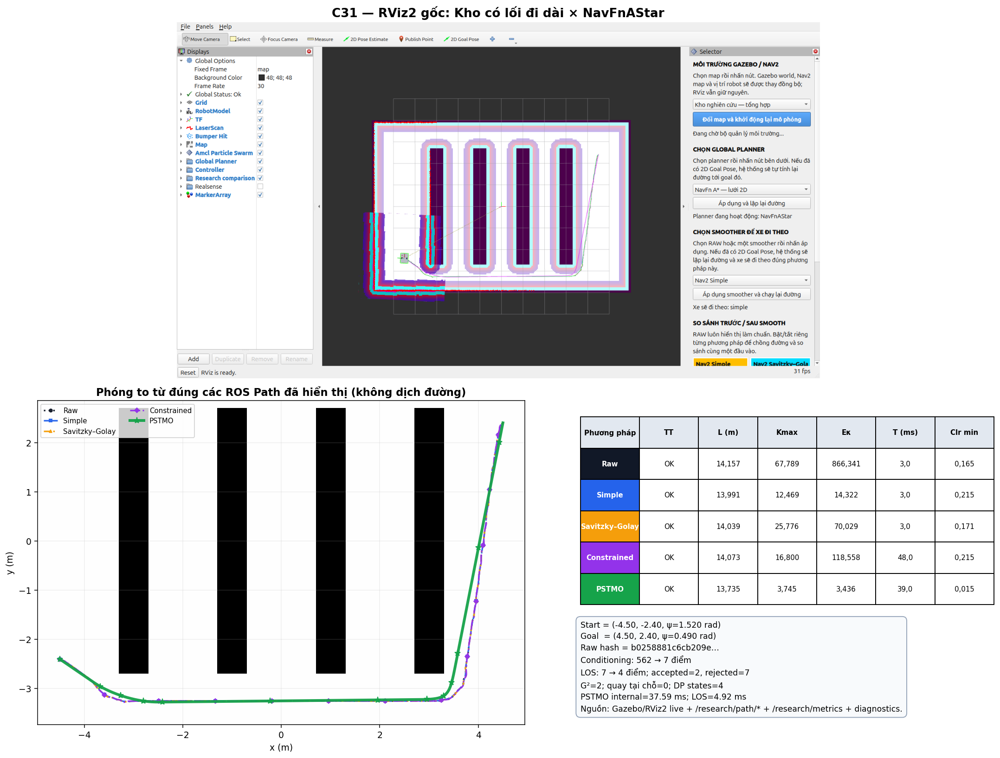 C31 — RViz2 gốc: Kho có lối đi dài × NavFnAStar
File Panels Help
Move Camera Select Focus Camera Measure 2D Pose Estimate Publish Point 2D Goal Pose
Displays
Global Options
Fixed Frame map
Background Color 48; 48; 48
Frame Rate 30
Global Status: Ok
Grid
RobotModel
TF
LaserScan
Bumper Hit
Map
Amcl Particle Swarm
Global Planner
Controller
Research comparison
Realsense
MarkerArray
Add Duplicate Remove Rename
Reset RViz is ready.
31 fps
Selector
MÔI TRƯỜNG GAZEBO / NAV2
Chọn map rồi nhấn nút. Gazebo world, Nav2
map và vị trí robot sẽ được thay đồng bộ;
RViz vẫn giữ nguyên.
Kho nghiên cứu — tổng hợp
Đổi map và khởi động lại mô phỏng
Đang chờ bộ quản lý môi trường...
CHỌN GLOBAL PLANNER
Chọn planner rồi nhấn nút bên dưới. Nếu đã
có 2D Goal Pose, hệ thống sẽ tự tính lại
đường tới goal đó.
NavFn A* — lưới 2D
Áp dụng và lập lại đường
Planner đang hoạt động: NavFnAStar
CHỌN SMOOTHER ĐỂ XE ĐI THEO
Chọn RAW hoặc một smoother rồi nhấn áp
dụng. Nếu đã có 2D Goal Pose, hệ thống sẽ
lập lại đường và xe sẽ đi theo đúng phương
pháp này.
Nav2 Simple
Áp dụng smoother và chạy lại đường
Xe sẽ đi theo: simple
SO SÁNH TRƯỚC / SAU SMOOTH
RAW luôn hiển thị làm chuẩn. Bật/tắt riêng
từng phương pháp để chồng đường và so
sánh cùng một đầu vào.
Nav2 Simple Nav2 Savitzky–Gola
Phóng to từ đúng các ROS Path đã hiển thị (không dịch đường)
Raw
Simple
Savitzky–Golay
Constrained
PSTMO
2
1
0
−1
−2
−3
y (m)
−4 −2 0 2 4
x (m)
Phương pháp TT L (m) Kmax Eκ T (ms) Clr min
Raw OK 14,157 67,789 866,341 3,0 0,165
Simple OK 13,991 12,469 14,322 3,0 0,215
Savitzky–Golay OK 14,039 25,776 70,029 3,0 0,171
Constrained OK 14,073 16,800 118,558 48,0 0,215
PSTMO OK 13,735 3,745 3,436 39,0 0,015
Start = (-4.50, -2.40, ψ=1.520 rad)
Goal = (4.50, 2.40, ψ=0.490 rad)
Raw hash = b0258881c6cb209e…
Conditioning: 562 → 7 điểm
LOS: 7 → 4 điểm; accepted=2, rejected=7
G²=2; quay tại chỗ=0; DP states=4
PSTMO internal=37.59 ms; LOS=4.92 ms
Nguồn: Gazebo/RViz2 live + /research/path/* + /research/metrics + diagnostics.